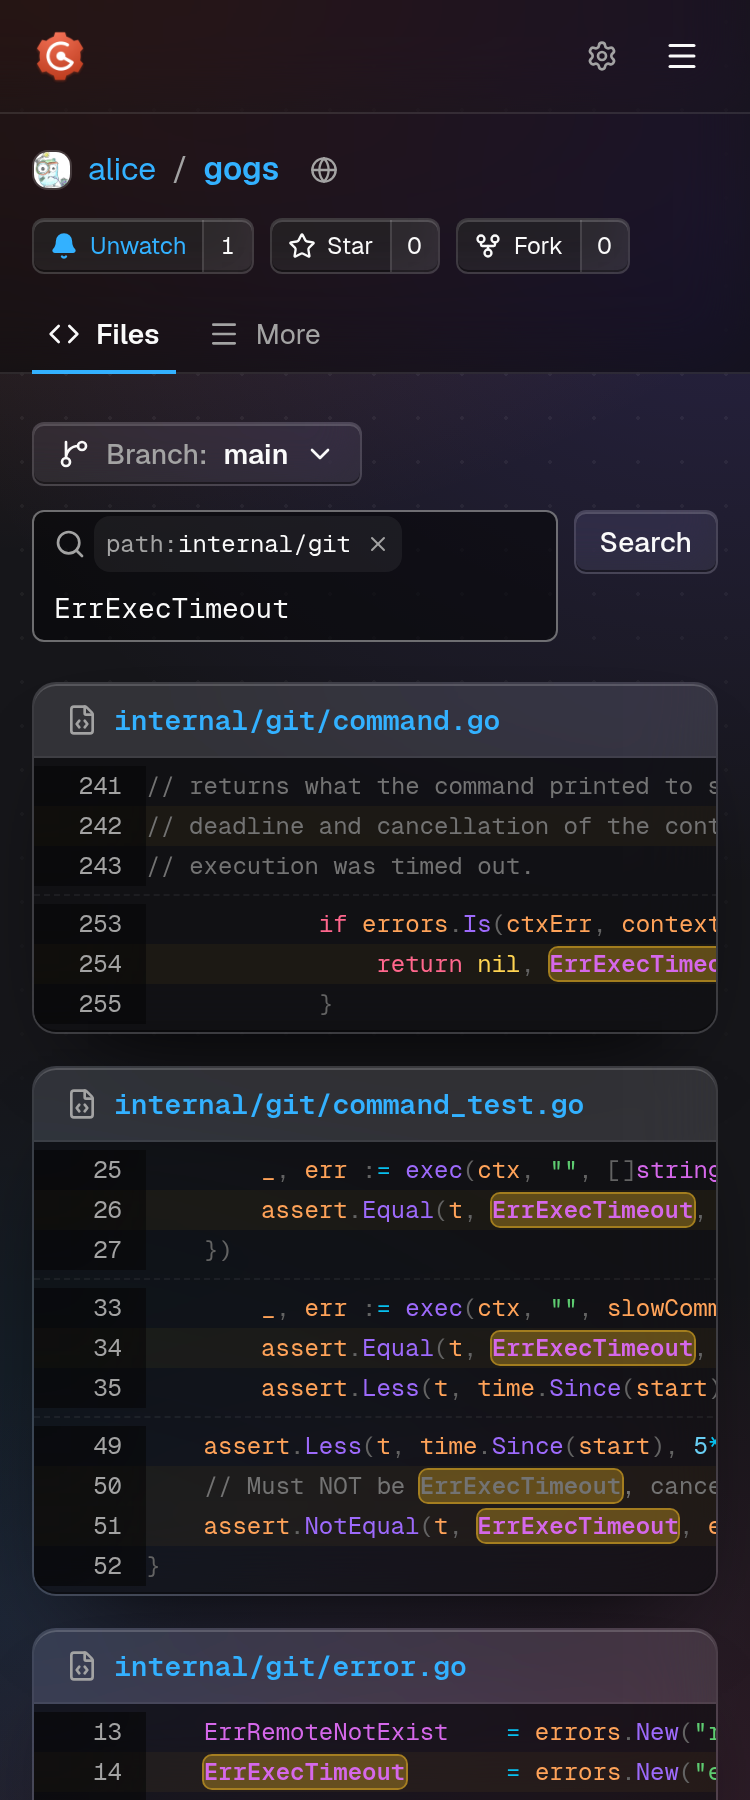 alice / gogs
Unwatch 1 Star 0 Fork 0
Files More
Branch: main
path:internal/git
Search
ErrExecTimeout
internal/git/command.go
241 // returns what the command printed to s
242 // deadline and cancellation of the cont
243 // execution was timed out.
253 if errors.Is(ctxErr, context
254 return nil, ErrExecTimeo
255 }
internal/git/command_test.go
25 _, err := exec(ctx, "", []string
26 assert.Equal(t, ErrExecTimeout,
27 })
33 _, err := exec(ctx, "", slowComm
34 assert.Equal(t, ErrExecTimeout,
35 assert.Less(t, time.Since(start)
49 assert.Less(t, time.Since(start), 5*
50 // Must NOT be ErrExecTimeout, cance
51 assert.NotEqual(t, ErrExecTimeout, e
52 }
internal/git/error.go
13 ErrRemoteNotExist = errors.New("r
14 ErrExecTimeout = errors.New("e